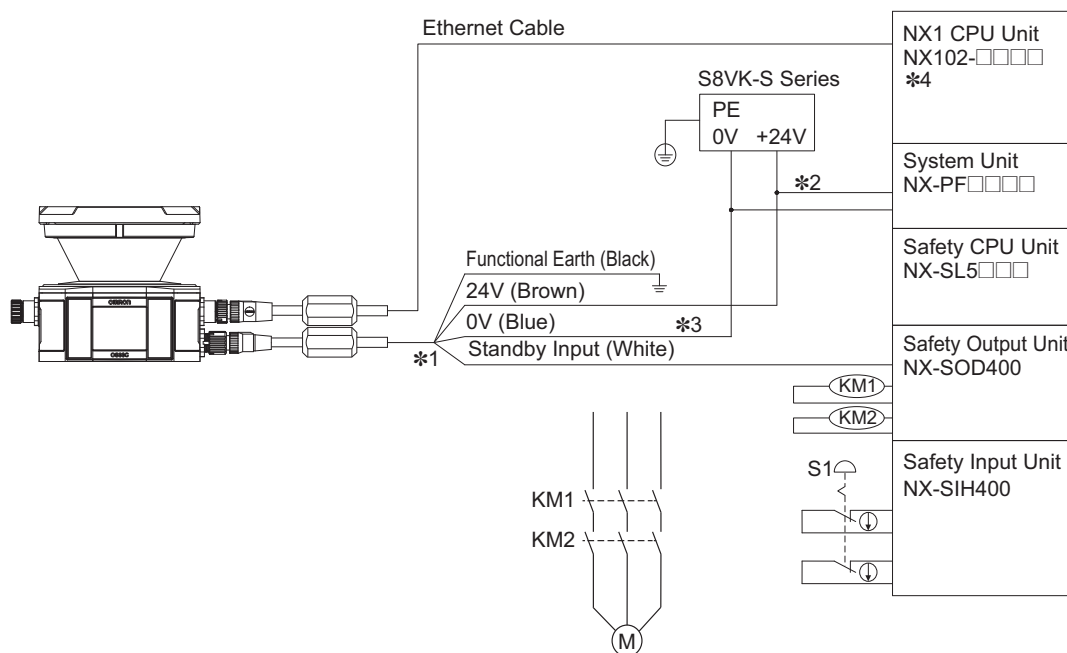 Ethernet Cable
NX1 CPU Unit
NX102-□□□□
✻4
S8VK-S Series
PE
0V +24V
✻2
System Unit
NX-PF□□□□
Safety CPU Unit
NX-SL5□□□
Functional Earth (Black)
24V (Brown)
0V (Blue)
✻3
Standby Input (White)
✻1
Safety Output Unit
NX-SOD400
KM1
KM2
Safety Input Unit
NX-SIH400
S1
KM1
KM2
M
OMRON